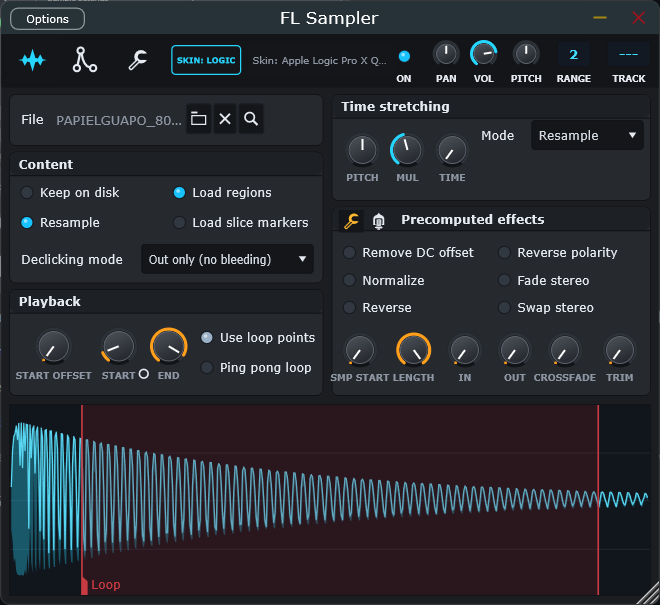 Options
FL Sampler
SKIN: LOGIC
Skin: Apple Logic Pro X Q...
ON
PAN
VOL
PITCH
2
RANGE
---
TRACK
File
PAPIELGUAPO_80...
Content
Keep on disk
Load regions
Resample
Load slice markers
Declicking mode
Out only (no bleeding)
Playback
START OFFSET
START
END
Use loop points
Ping pong loop
Time stretching
PITCH
MUL
TIME
Mode
Resample
Precomputed effects
Remove DC offset
Reverse polarity
Normalize
Fade stereo
Reverse
Swap stereo
SMP START
LENGTH
IN
OUT
CROSSFADE
TRIM
Loop